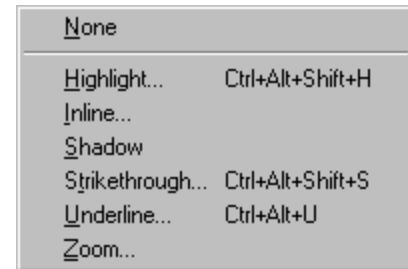 None
Highlight... Ctrl+Alt+Shift+H
Inline...
Shadow
Strikethrough... Ctrl+Alt+Shift+S
Underline... Ctrl+Alt+U
Zoom...